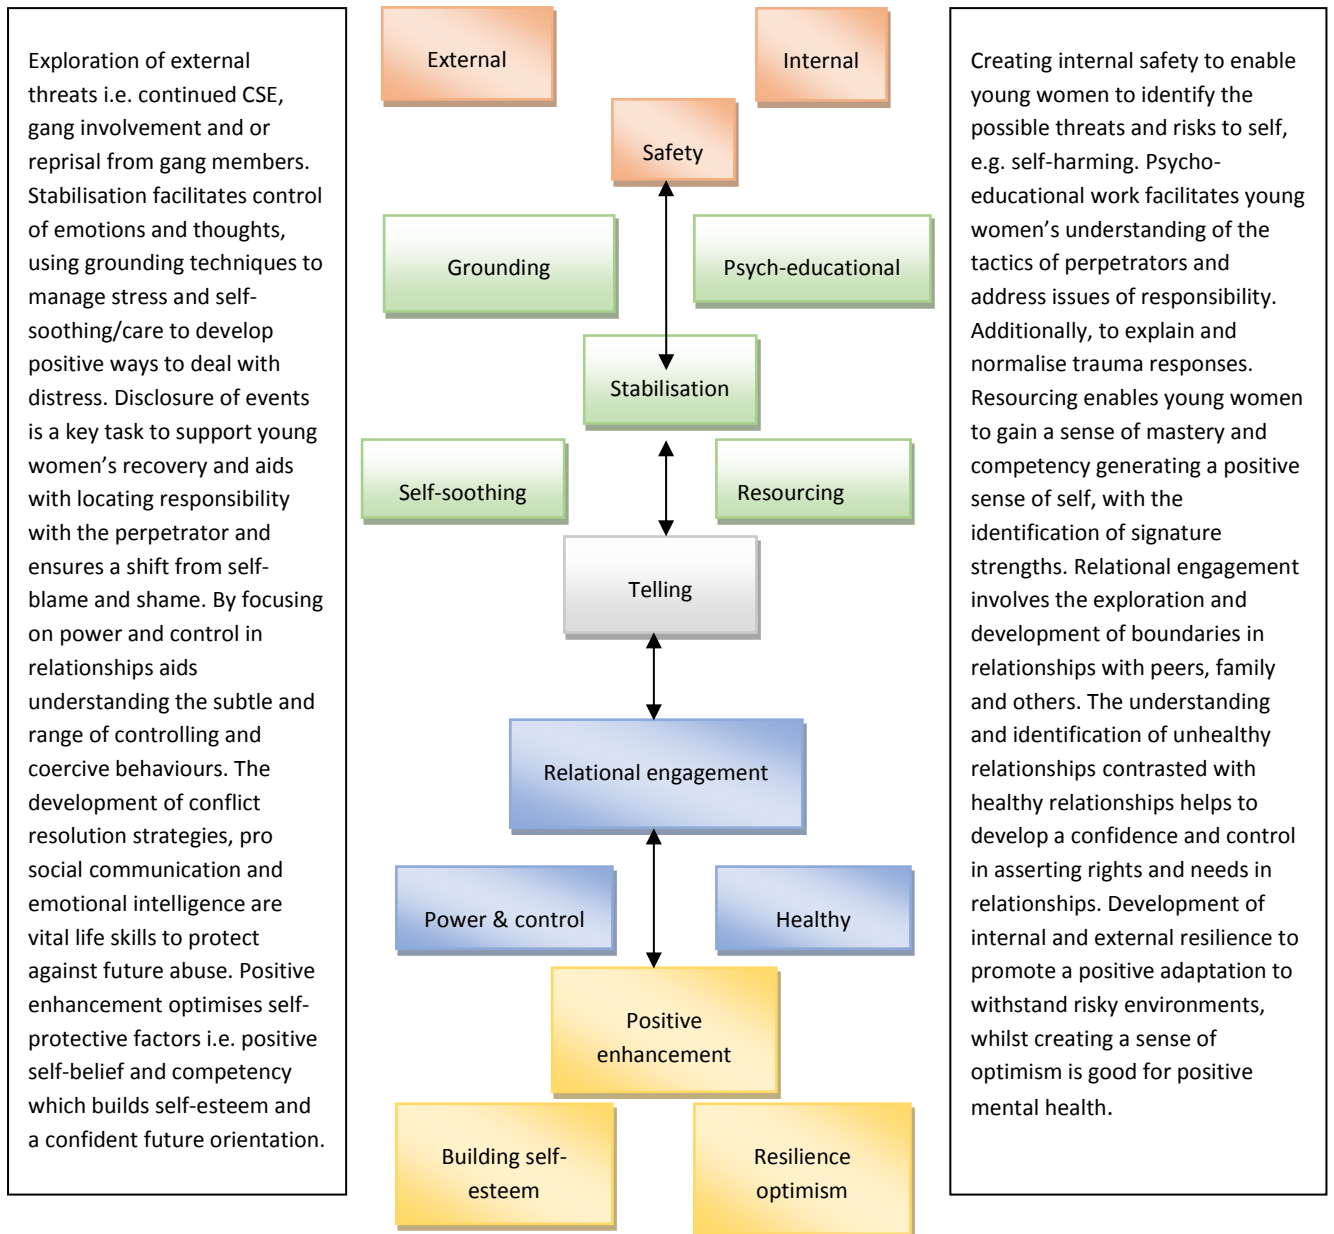 Exploration of external
threats i.e. continued CSE,
gang involvement and or
reprisal from gang members.
Stabilisation facilitates control
of emotions and thoughts,
using grounding techniques to
manage stress and self-
soothing/care to develop
positive ways to deal with
distress. Disclosure of events
is a key task to support young
women's recovery and aids
with locating responsibility
with the perpetrator and
ensures a shift from self-
blame and shame. By focusing
on power and control in
relationships aids
understanding the subtle and
range of controlling and
coercive behaviours. The
development of conflict
resolution strategies, pro
social communication and
emotional intelligence are
vital life skills to protect
against future abuse. Positive
enhancement optimises self-
protective factors i.e. positive
self-belief and competency
which builds self-esteem and
a confident future orientation.
External
Internal
Safety
Grounding
Psych-educational
Stabilisation
Self-soothing
Resourcing
Telling
Relational engagement
Power & control
Healthy
Positive
enhancement
Building self-
esteem
Resilience
optimism
Creating internal safety to enable
young women to identify the
possible threats and risks to self,
e.g. self-harming. Psycho-
educational work facilitates young
women's understanding of the
tactics of perpetrators and
address issues of responsibility.
Additionally, to explain and
normalise trauma responses.
Resourcing enables young women
to gain a sense of mastery and
competency generating a positive
sense of self, with the
identification of signature
strengths. Relational engagement
involves the exploration and
development of boundaries in
relationships with peers, family
and others. The understanding
and identification of unhealthy
relationships contrasted with
healthy relationships helps to
develop a confidence and control
in asserting rights and needs in
relationships. Development of
internal and external resilience to
promote a positive adaptation to
withstand risky environments,
whilst creating a sense of
optimism is good for positive
mental health.